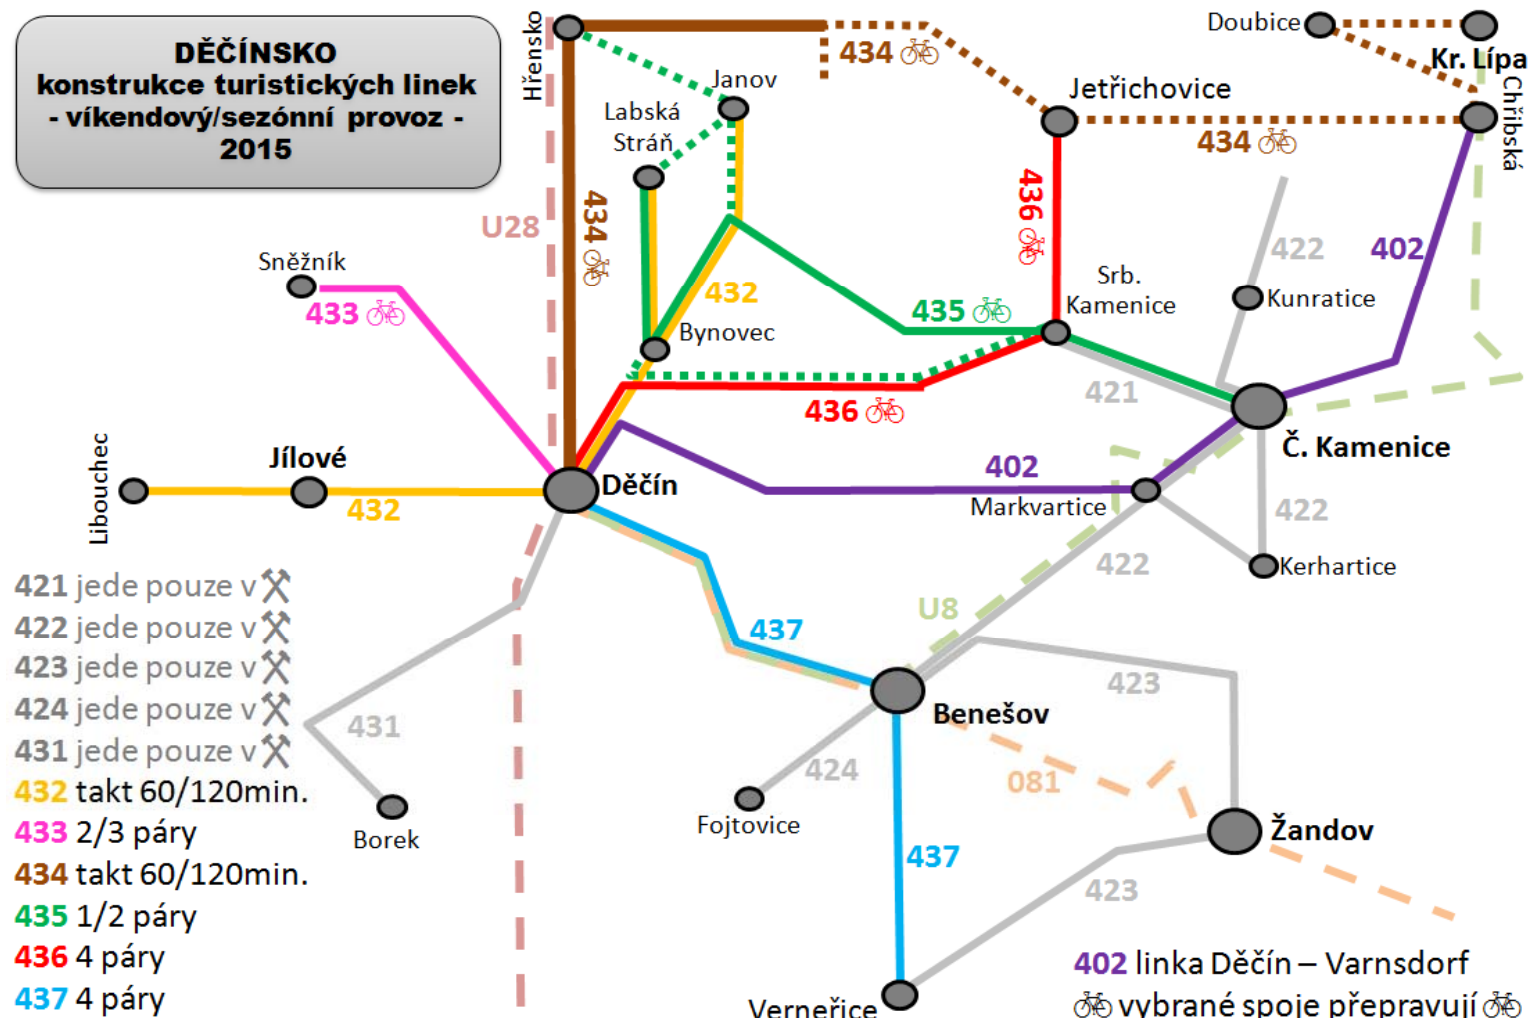 DĚČÍNSKO
konstrukce turistických linek
- víkendový/sezónní provoz -
2015
Hřensko
434
Doubice
Kr. Lípa
Chřibská
Janov
Labská
Stráň
Jetřichovice
434
U28
434
436
422
402
Sněžník
433
432
Bynovec
435
Srb.
Kamenice
Kunratice
421
436
Č. Kamenice
Libouchec
Jílové
432
Děčín
402
Markvartice
422
422
Kerhartice
U8
437
421 jede pouze v ⚒
422 jede pouze v ⚒
423 jede pouze v ⚒
424 jede pouze v ⚒
431 jede pouze v ⚒
432 takt 60/120min.
433 2/3 páry
434 takt 60/120min.
435 1/2 páry
436 4 páry
437 4 páry
431
Borek
Benešov
423
424
Fojtovice
081
Žandov
437
423
Verneřice
402 linka Děčín – Varnsdorf
vybrané spoje přepravují